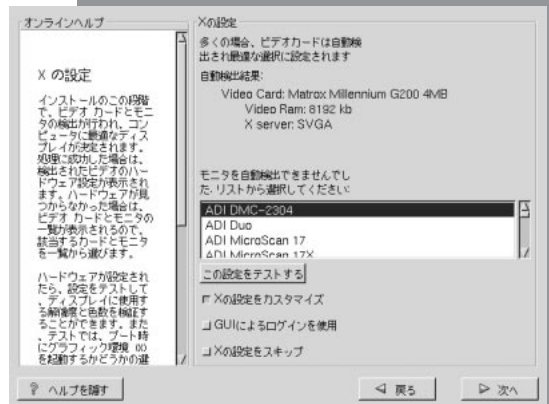 オンラインヘルプ
X の設定
インストールのこの段階
で、ビデオ カードとモニ
タの検出が行われ、コン
ピュータに最適なディス
プレイが決定されます。
処理に成功した場合は、
検出されたビデオのハー
ドウェア設定が表示され
ます。ハードウェアが見
つからなかった場合は、
ビデオ カードとモニタの
一覧が表示されるので、
該当するカードとモニタ
を一覧から選びます。
ハードウェアが設定され
たら、設定をテストして
、ディスプレイに使用す
る解像度と色数を検証す
ることができます。また
、テストでは、ブート時
にグラフィック環境 (X)
を起動するかどうかの選
Xの設定
多くの場合、ビデオカードは自動検
出され最適な選択に設定されます
自動検出結果:
Video Card: Matrox Millennium G200 4MB
Video Ram: 8192 kb
X server: SVGA
モニタを自動検出できませんでし
た. リストから選択してください:
ADI DMC-2304
ADI Duo
ADI MicroScan 17
ADI MicroScan 17X
この設定をテストする
Xの設定をカスタマイズ
GUIによるログインを使用
Xの設定をスキップ
? ヘルプを隠す
戻る
次へ